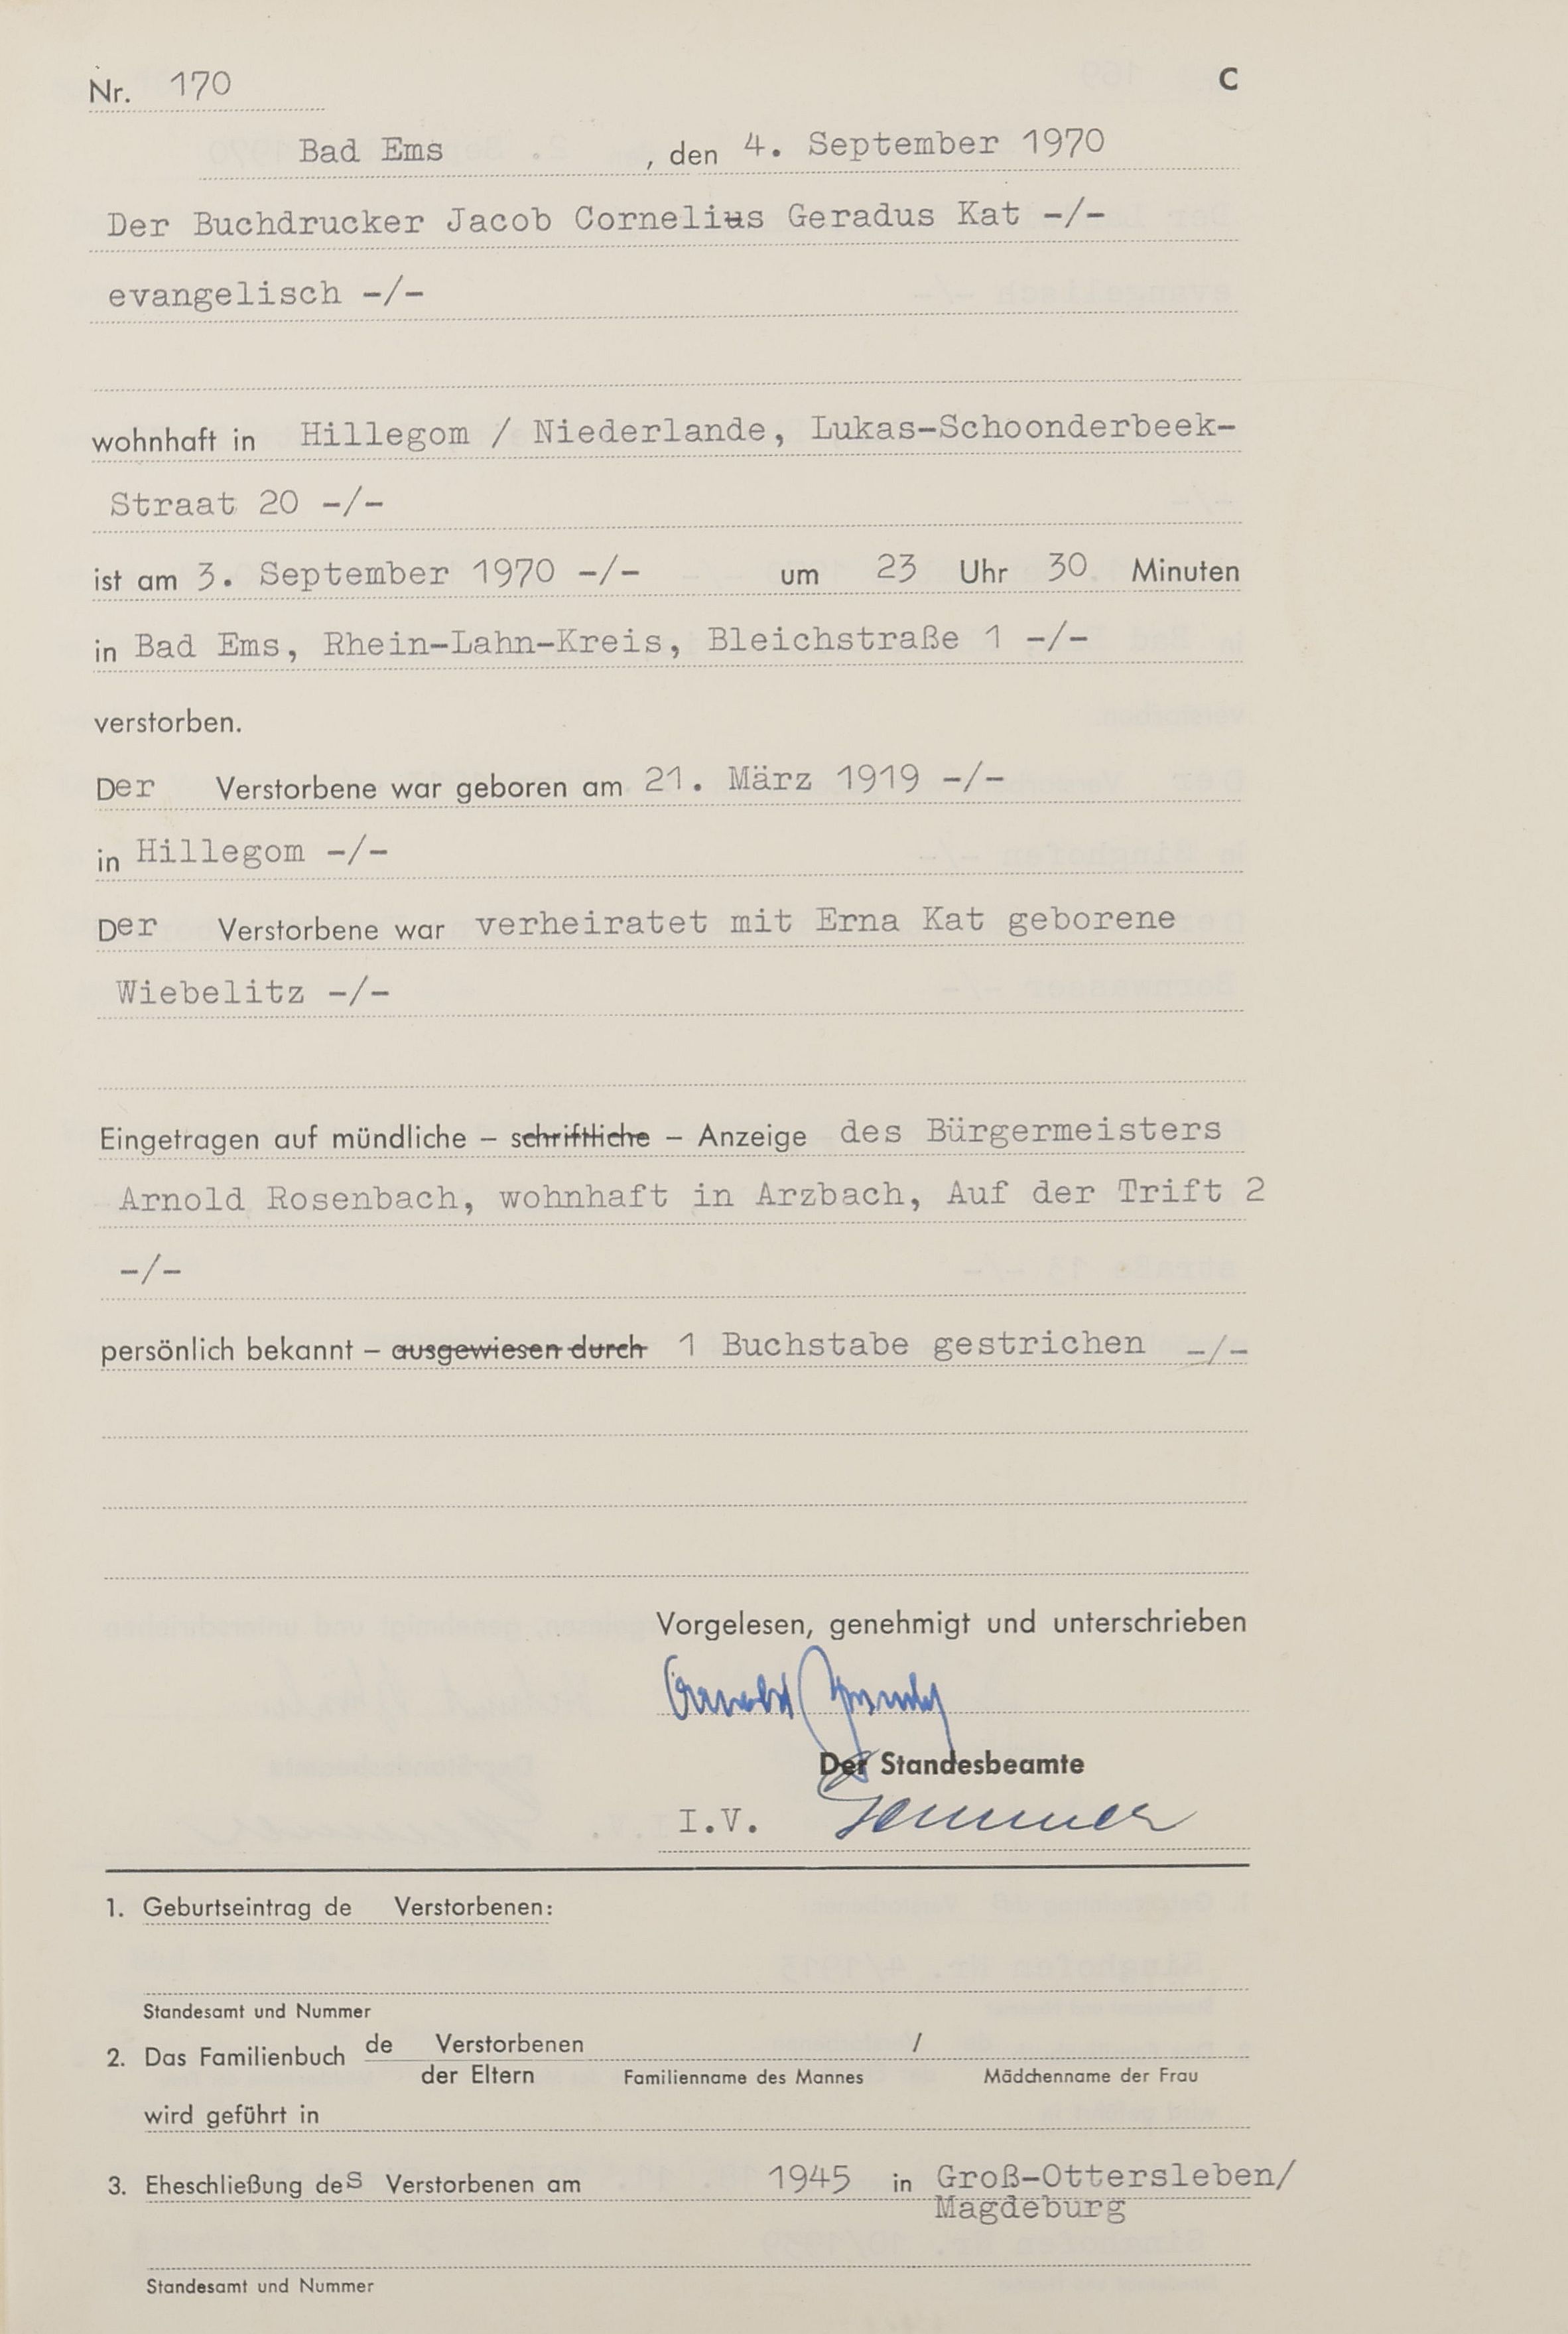 Nr. 170 C
Bad Ems , den 4. September 1970
Der Buchdrucker Jacob Cornelius Geradus Kat -/-
evangelisch -/-
wohnhaft in Hillegom / Niederlande, Lukas-Schoonderbeek-
Straat 20 -/-
ist am 3. September 1970 -/- um 23 Uhr 30 Minuten
in Bad Ems, Rhein-Lahn-Kreis, Bleichstraße 1 -/-
verstorben.
Der Verstorbene war geboren am 21. März 1919 -/-
in Hillegom -/-
Der Verstorbene war verheiratet mit Erna Kat geborene
Wiebelitz -/-
Eingetragen auf mündliche – schriftliche – Anzeige des Bürgermeisters
Arnold Rosenbach, wohnhaft in Arzbach, Auf der Trift 2
-/-
persönlich bekannt – ausgewiesen durch 1 Buchstabe gestrichen -/-
Vorgelesen, genehmigt und unterschrieben
Arnold
Der Standesbeamte
I.V.
1. Geburtseintrag de Verstorbenen:
Standesamt und Nummer
2. Das Familienbuch de Verstorbenen /
der Eltern Familienname des Mannes Mädchenname der Frau
wird geführt in
3. Eheschließung des Verstorbenen am 1945 in Groß-Ottersleben/
Magdeburg
Standesamt und Nummer